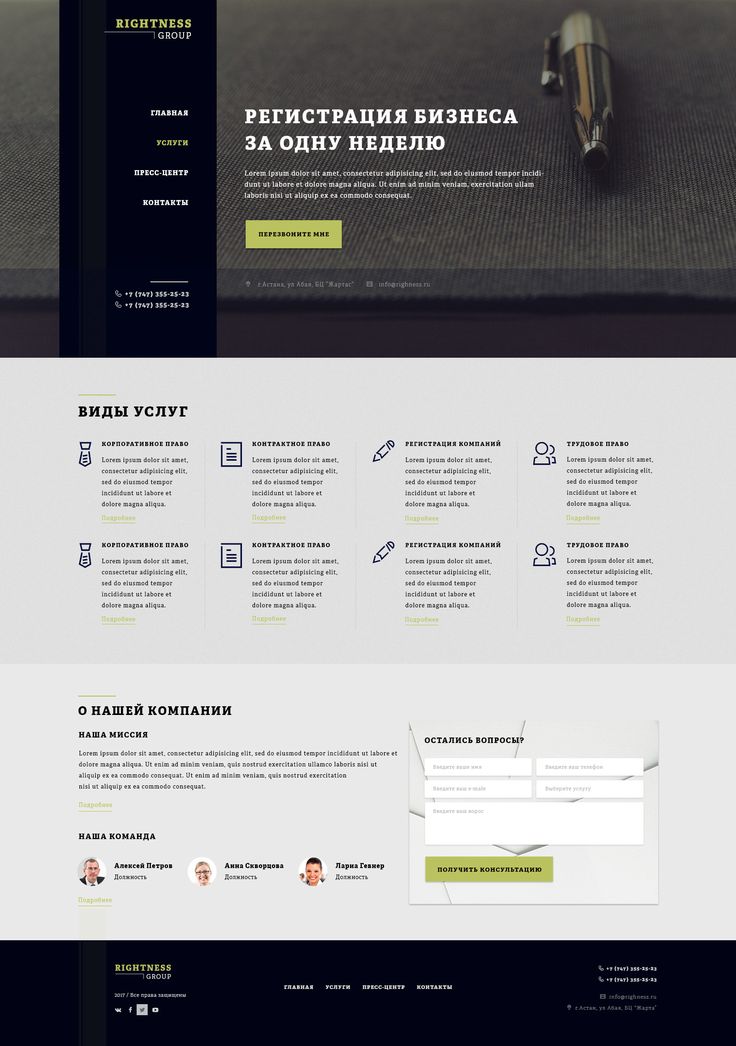 RIGHTNESS
GROUP
ГЛАВНАЯ
УСЛУГИ
ПРЕСС-ЦЕНТР
КОНТАКТЫ
+7 (747) 355-25-23
+7 (747) 355-25-23
РЕГИСТРАЦИЯ БИЗНЕСА
ЗА ОДНУ НЕДЕЛЮ
Lorem ipsum dolor sit amet, consectetur adipisicing elit, sed do eiusmod tempor incidi-
dunt ut labore et dolore magna aliqua. Ut enim ad minim veniam, exercitation ullam
laboris nisi ut aliquip ex ea commodo consequat.
ПЕРЕЗВОНИТЕ МНЕ
г.Астана, ул Абая, БЦ "Жартас"
info@righness.ru
ВИДЫ УСЛУГ
КОРПОРАТИВНОЕ ПРАВО
Lorem ipsum dolor sit amet,
consectetur adipisicing elit,
sed do eiusmod tempor
incididunt ut labore et
dolore magna aliqua.
Подробнее
КОНТРАКТНОЕ ПРАВО
Lorem ipsum dolor sit amet,
consectetur adipisicing elit,
sed do eiusmod tempor
incididunt ut labore et
dolore magna aliqua.
Подробнее
РЕГИСТРАЦИЯ КОМПАНИЙ
Lorem ipsum dolor sit amet,
consectetur adipisicing elit,
sed do eiusmod tempor
incididunt ut labore et
dolore magna aliqua.
Подробнее
ТРУДОВОЕ ПРАВО
Lorem ipsum dolor sit amet,
consectetur adipisicing elit,
sed do eiusmod tempor
incididunt ut labore et
dolore magna aliqua.
Подробнее
КОРПОРАТИВНОЕ ПРАВО
Lorem ipsum dolor sit amet,
consectetur adipisicing elit,
sed do eiusmod tempor
incididunt ut labore et
dolore magna aliqua.
Подробнее
КОНТРАКТНОЕ ПРАВО
Lorem ipsum dolor sit amet,
consectetur adipisicing elit,
sed do eiusmod tempor
incididunt ut labore et
dolore magna aliqua.
Подробнее
РЕГИСТРАЦИЯ КОМПАНИЙ
Lorem ipsum dolor sit amet,
consectetur adipisicing elit,
sed do eiusmod tempor
incididunt ut labore et
dolore magna aliqua.
Подробнее
ТРУДОВОЕ ПРАВО
Lorem ipsum dolor sit amet,
consectetur adipisicing elit,
sed do eiusmod tempor
incididunt ut labore et
dolore magna aliqua.
Подробнее
О НАШЕЙ КОМПАНИИ
НАША МИССИЯ
Lorem ipsum dolor sit amet, consectetur adipisicing elit, sed do eiusmod tempor incididunt ut labore et
dolore magna aliqua. Ut enim ad minim veniam, quis nostrud exercitation ullamco laboris nisi ut
aliquip ex ea commodo consequat. Ut enim ad minim veniam, quis nostrud exercitation
nisi ut aliquip ex ea commodo consequat.
Подробнее
НАША КОМАНДА
Алексей Петров
Должность
Анна Скворцова
Должность
Лариа Гевнер
Должность
Подробнее
ОСТАЛИСЬ ВОПРОСЫ?
Введите ваше имя
Введите ваш телефон
Введите ваш e-male
Выберите услугу
Введите ваш ворос
ПОЛУЧИТЬ КОНСУЛЬТАЦИЮ
RIGHTNESS
GROUP
2017 / Все права защищены
ГЛАВНАЯ УСЛУГИ ПРЕСС-ЦЕНТР КОНТАКТЫ
+7 (747) 355-25-23
+7 (747) 355-25-23
info@righness.ru
г.Астан, ул Абая, БЦ "Жарта"